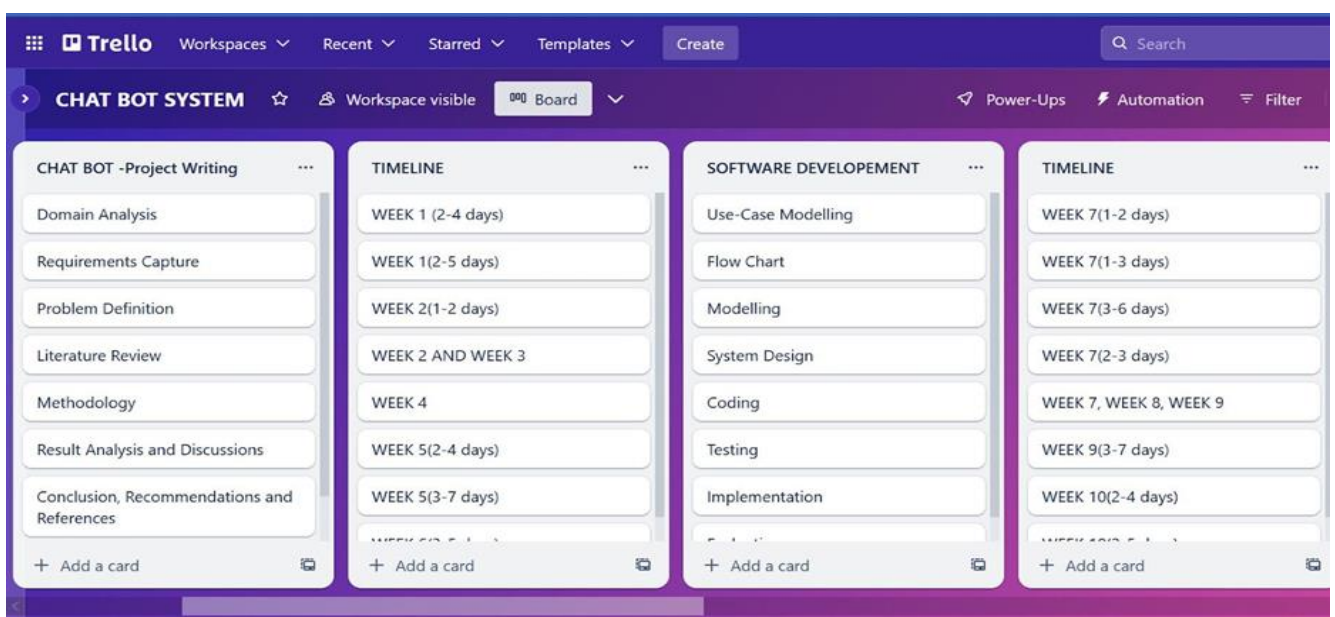 Trello Workspaces Recent Starred Templates Create Search
CHAT BOT SYSTEM Workspace visible Board Power-Ups Automation Filter
CHAT BOT -Project Writing
Domain Analysis
Requirements Capture
Problem Definition
Literature Review
Methodology
Result Analysis and Discussions
Conclusion, Recommendations and
References
+ Add a card
TIMELINE
WEEK 1 (2-4 days)
WEEK 1(2-5 days)
WEEK 2(1-2 days)
WEEK 2 AND WEEK 3
WEEK 4
WEEK 5(2-4 days)
WEEK 5(3-7 days)
+ Add a card
SOFTWARE DEVELOPEMENT
Use-Case Modelling
Flow Chart
Modelling
System Design
Coding
Testing
Implementation
+ Add a card
TIMELINE
WEEK 7(1-2 days)
WEEK 7(1-3 days)
WEEK 7(3-6 days)
WEEK 7(2-3 days)
WEEK 7, WEEK 8, WEEK 9
WEEK 9(3-7 days)
WEEK 10(2-4 days)
+ Add a card